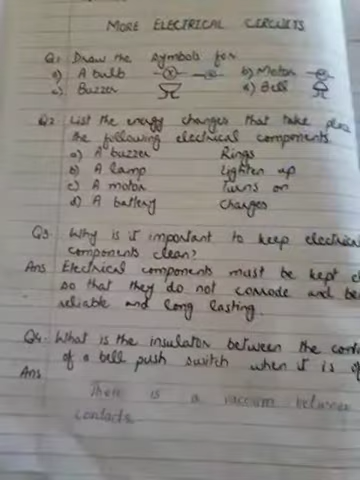 MORE ELECTRICAL CIRCUITS
Q1 Draw the symbols for
a) A bulb b) Motor
c) Buzzer d) Bell
Q2. List the energy changes that take place
the following electrical components
a) A buzzer Rings
b) A lamp Lighten up
c) A motor Turns on
d) A battery Charges
Q3. Why is it important to keep electrical
components clean?
Ans Electrical components must be kept
so that they do not corrode and be
reliable and long lasting.
Q4. What is the insulator between the
of a bell push switch when it is
Ans
There is a vaccum between
contacts.